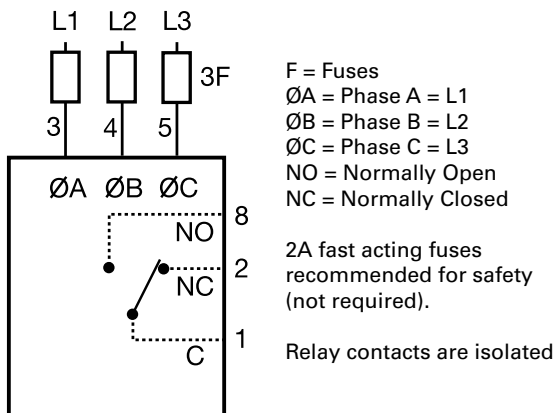 L1 L2 L3
3F
3 4 5
ØA ØB ØC
8
NO
2
NC
1
C
F = Fuses
ØA = Phase A = L1
ØB = Phase B = L2
ØC = Phase C = L3
NO = Normally Open
NC = Normally Closed
2A fast acting fuses
recommended for safety
(not required).
Relay contacts are isolated